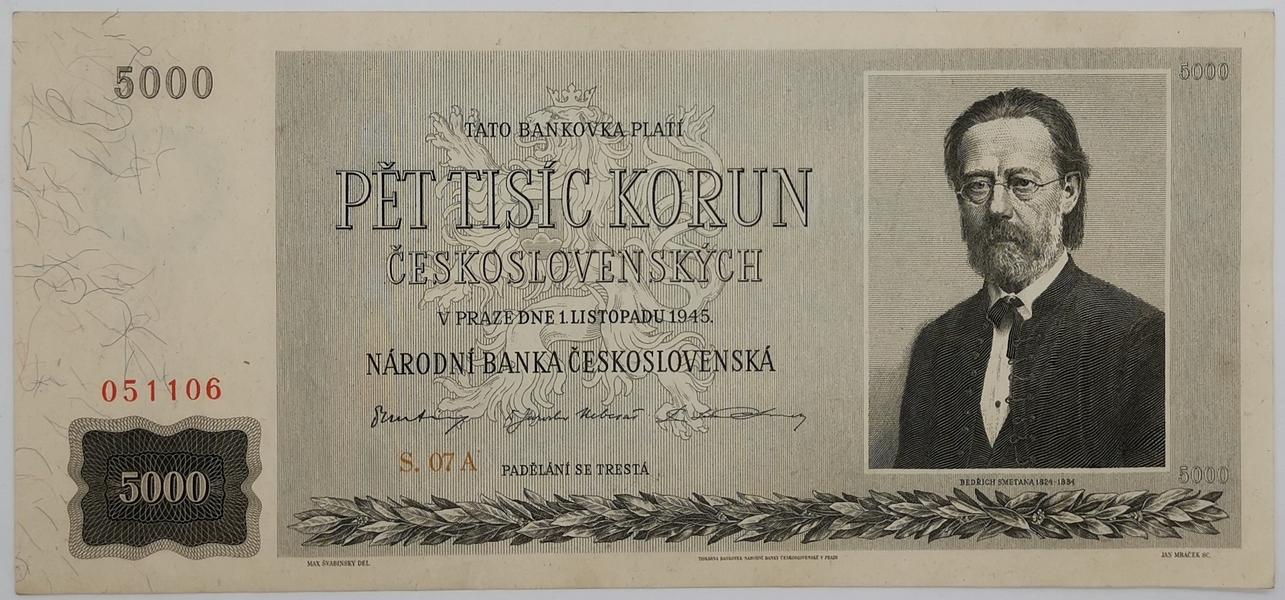 5000
5000
TATO BANKOVKA PLATÍ
PĚT TISÍC KORUN
ČESKOSLOVENSKÝCH
V PRAZE DNE 1. LISTOPADU 1945.
NÁRODNÍ BANKA ČESKOSLOVENSKÁ
051106
S. 07 A
PADĚLÁNÍ SE TRESTÁ
5000
5000
BEDŘICH SMETANA 1824-1884
MAX ŠVABINSKÝ DEL.
TISKÁRNA BANKOVEK NÁRODNÍ BANKY ČESKOSLOVENSKÉ V PRAZE
JAN MRÁČEK SC.